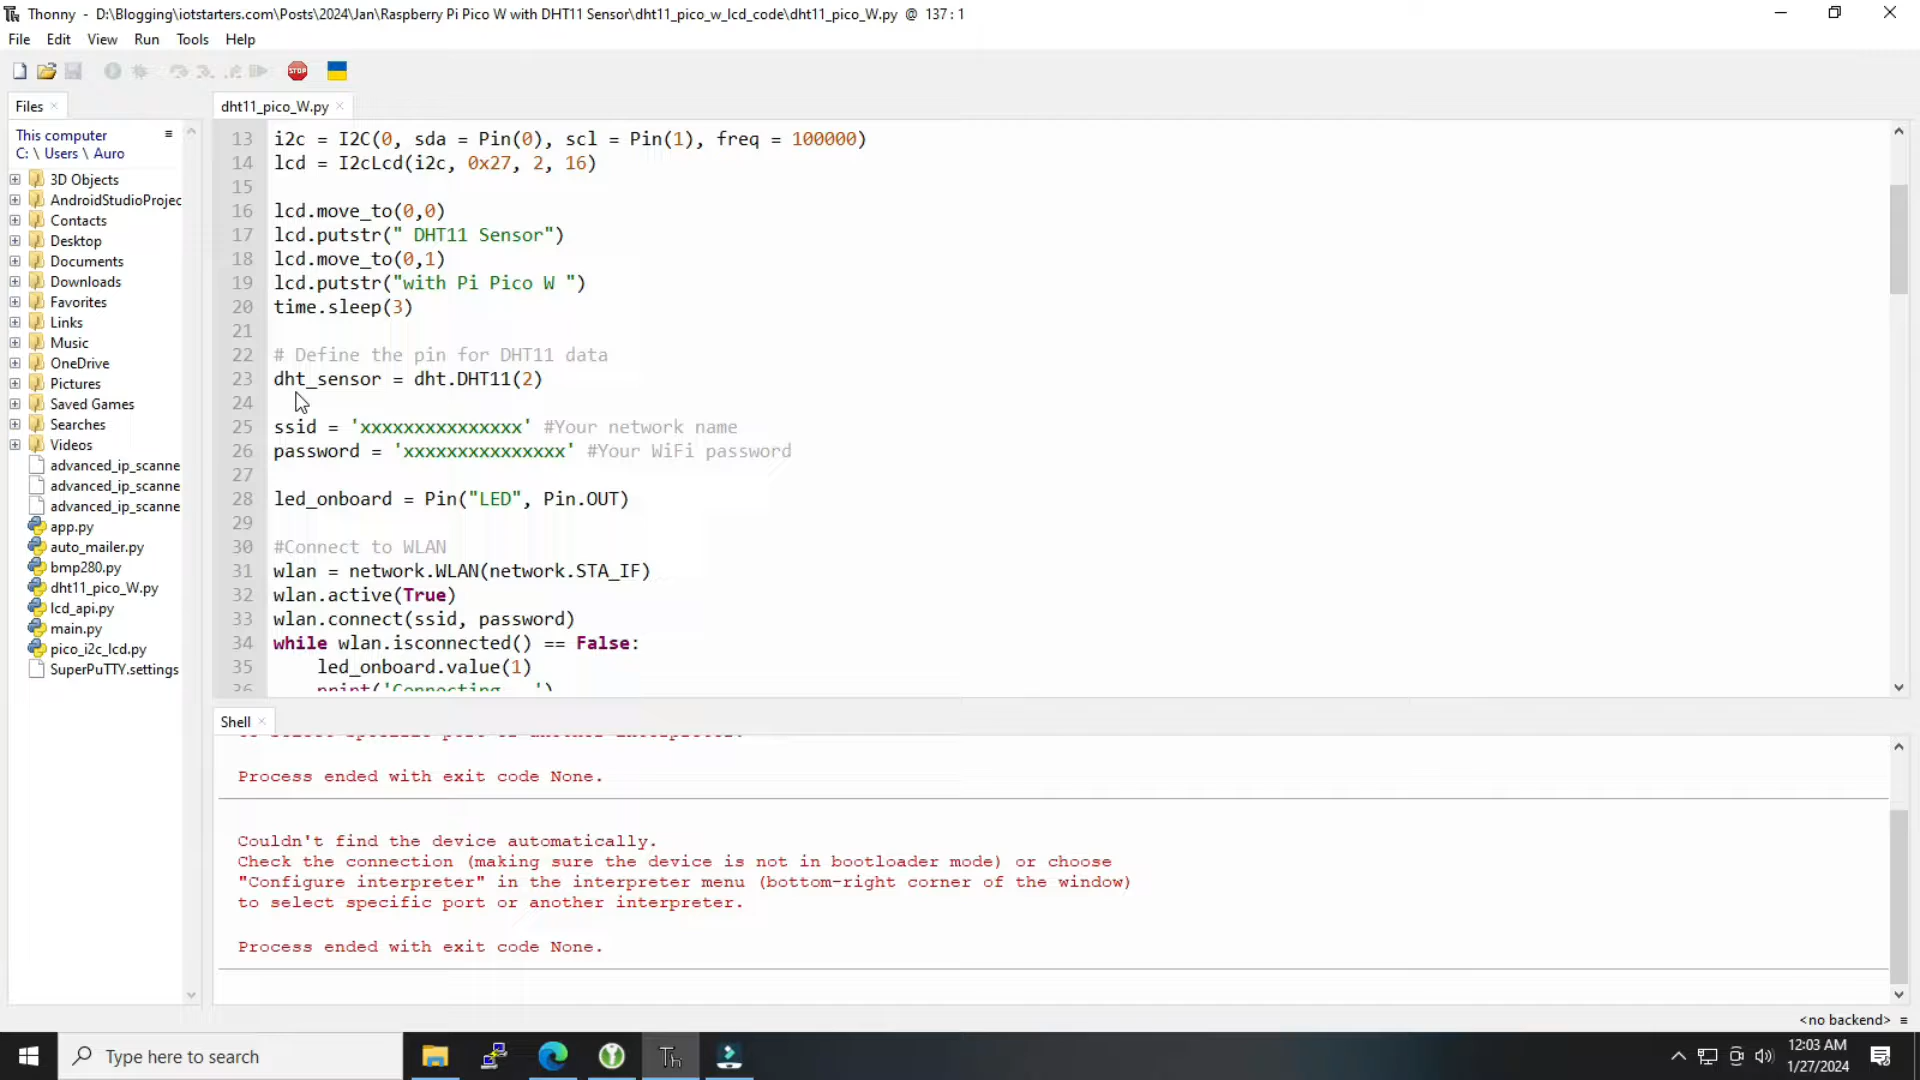 Thonny - D:\Blogging\iotstarters.com\Posts\2024\Jan\Raspberry Pi Pico W with DHT11 Sensor\dht11_pico_w_lcd_code\dht11_pico_W.py @ 137 : 1
File Edit View Run Tools Help
STOP
Files
dht11_pico_W.py
This computer
C: \ Users \ Auro
3D Objects
AndroidStudioProjec
Contacts
Desktop
Documents
Downloads
Favorites
Links
Music
OneDrive
Pictures
Saved Games
Searches
Videos
advanced_ip_scanne
advanced_ip_scanne
advanced_ip_scanne
app.py
auto_mailer.py
bmp280.py
dht11_pico_W.py
lcd_api.py
main.py
pico_i2c_lcd.py
SuperPuTTY.settings
13 i2c = I2C(0, sda = Pin(0), scl = Pin(1), freq = 100000)
14 lcd = I2cLcd(i2c, 0x27, 2, 16)
15
16 lcd.move_to(0,0)
17 lcd.putstr(" DHT11 Sensor")
18 lcd.move_to(0,1)
19 lcd.putstr("with Pi Pico W ")
20 time.sleep(3)
21
22 # Define the pin for DHT11 data
23 dht_sensor = dht.DHT11(2)
24
25 ssid = 'xxxxxxxxxxxxxxx' #Your network name
26 password = 'xxxxxxxxxxxxxxx' #Your WiFi password
27
28 led_onboard = Pin("LED", Pin.OUT)
29
30 #Connect to WLAN
31 wlan = network.WLAN(network.STA_IF)
32 wlan.active(True)
33 wlan.connect(ssid, password)
34 while wlan.isconnected() == False:
35 led_onboard.value(1)
36 print('Connecting...')
Shell
to select specific port or another interpreter.
Process ended with exit code None.
Couldn't find the device automatically.
Check the connection (making sure the device is not in bootloader mode) or choose
"Configure interpreter" in the interpreter menu (bottom-right corner of the window)
to select specific port or another interpreter.
Process ended with exit code None.
<no backend>
Type here to search
Th
12:03 AM
1/27/2024